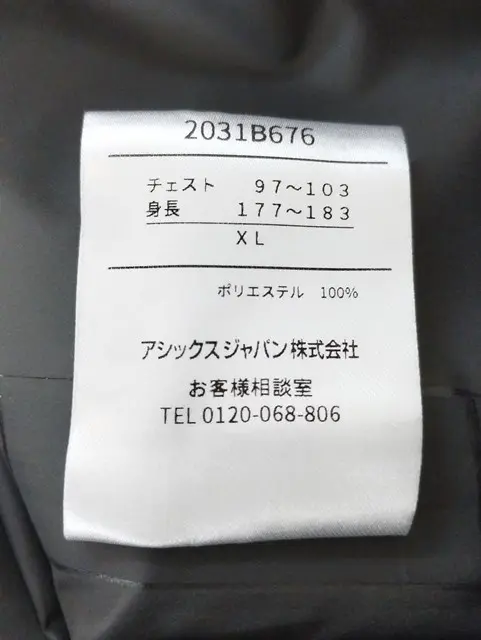 2031B676
チェスト 97～103
身長 177～183
XL
ポリエステル 100%
アシックスジャパン株式会社
お客様相談室
TEL 0120-068-806